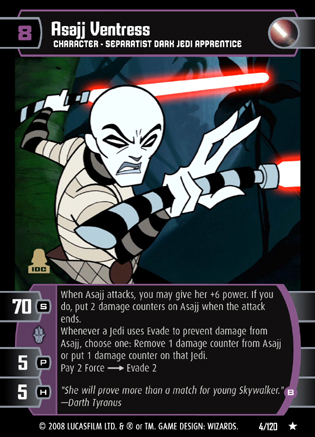 8
Asajj Ventress
CHARACTER - SEPARATIST DARK JEDI APPRENTICE
IDC
70 S
When Asajj attacks, you may give her +6 power. If you
do, put 2 damage counters on Asajj when the attack
ends.
Whenever a Jedi uses Evade to prevent damage from
Asajj, choose one: Remove 1 damage counter from Asajj
or put 1 damage counter on that Jedi.
5 P
Pay 2 Force → Evade 2
5 H
"She will prove more than a match for young Skywalker."
—Darth Tyranus
B
© 2008 LUCASFILM LTD. & ® OR TM. GAME DESIGN: WIZARDS. 4/120 ★